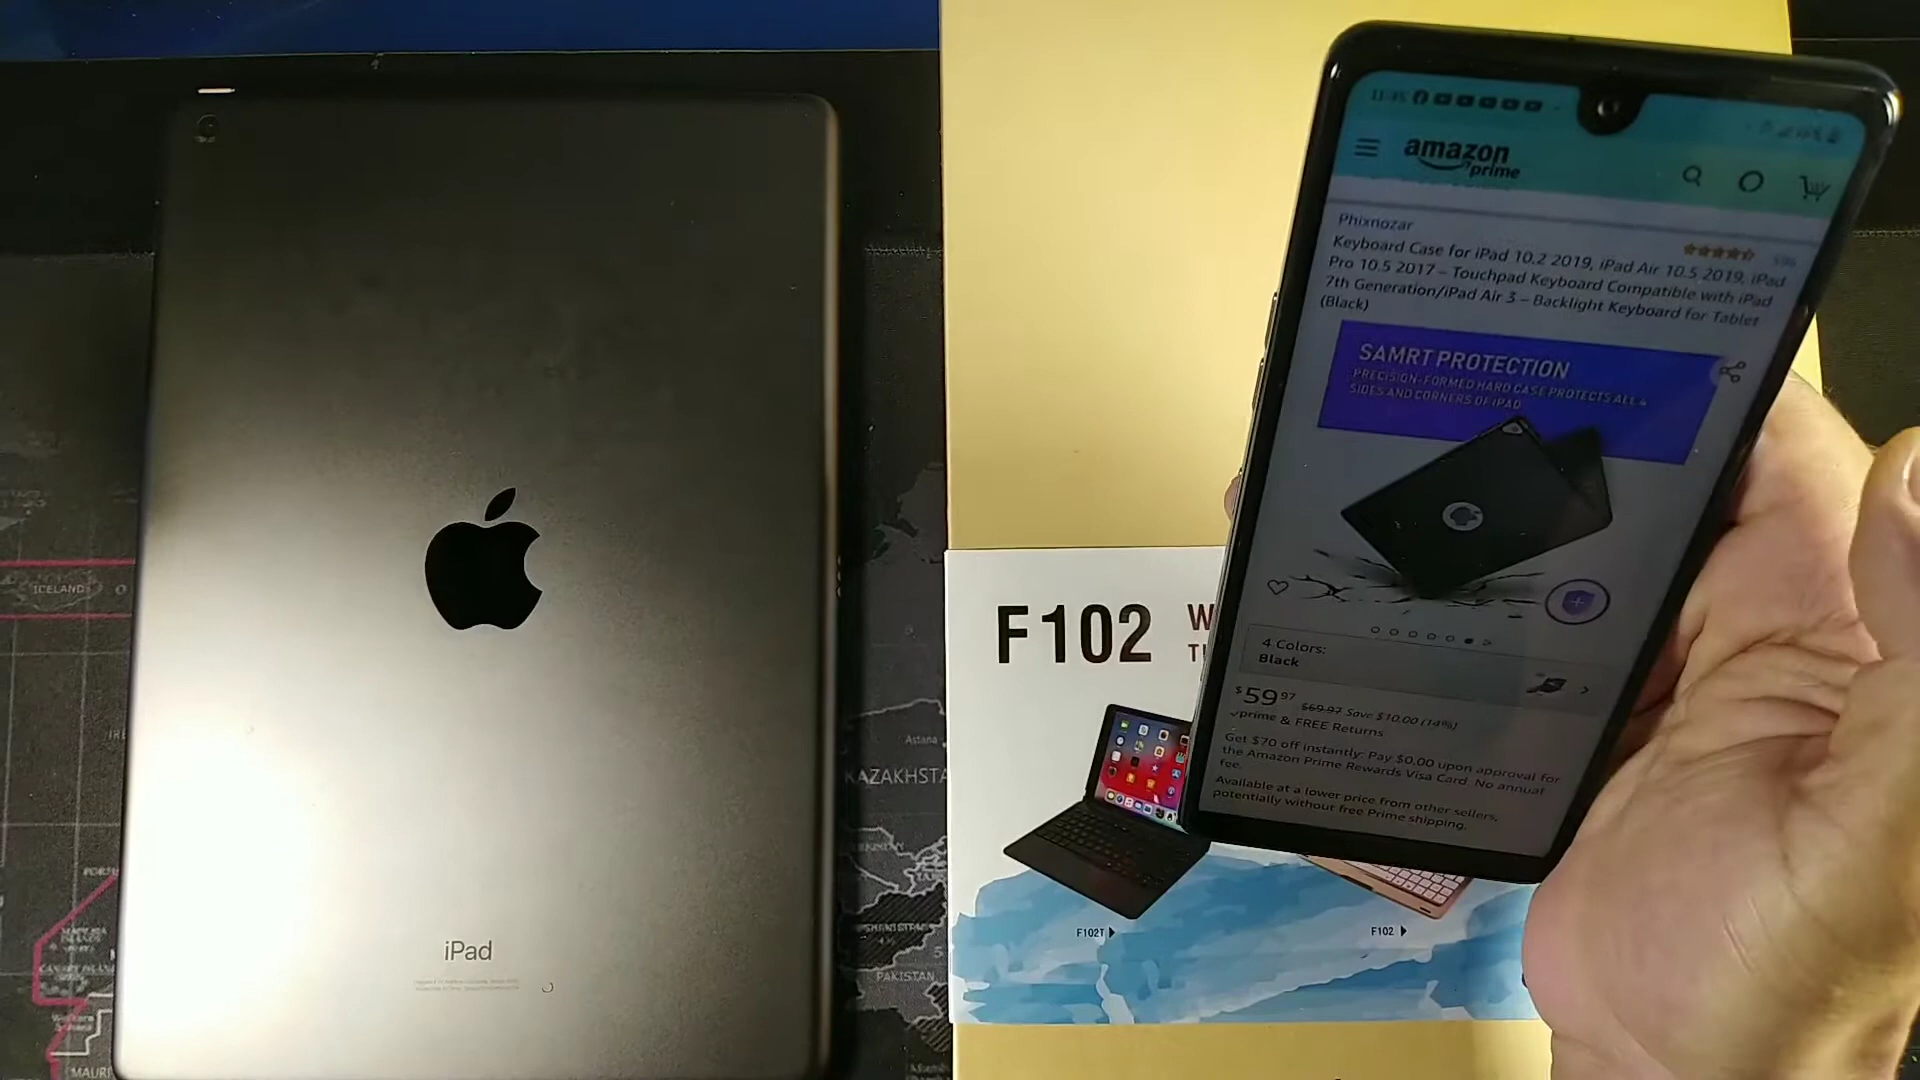 iPad
ICELAND
Astana
KAZAKHSTA
PAKISTAN
MAURI
F102
W
F102T
F102
11:45
amazon
prime
Phixnozar
Keyboard Case for iPad 10.2 2019, iPad Air 10.5 2019, iPad
Pro 10.5 2017 – Touchpad Keyboard Compatible with iPad
7th Generation/iPad Air 3 – Backlight Keyboard for Tablet
(Black)
SAMRT PROTECTION
PRECISION-FORMED HARD CASE PROTECTS ALL 4
SIDES AND CORNERS OF iPAD
4 Colors:
Black
$59 97 $69.97 Save $10.00 (14%)
prime & FREE Returns
Get $70 off instantly: Pay $0.00 upon approval for
the Amazon Prime Rewards Visa Card. No annual
fee.
Available at a lower price from other sellers,
potentially without free Prime shipping.